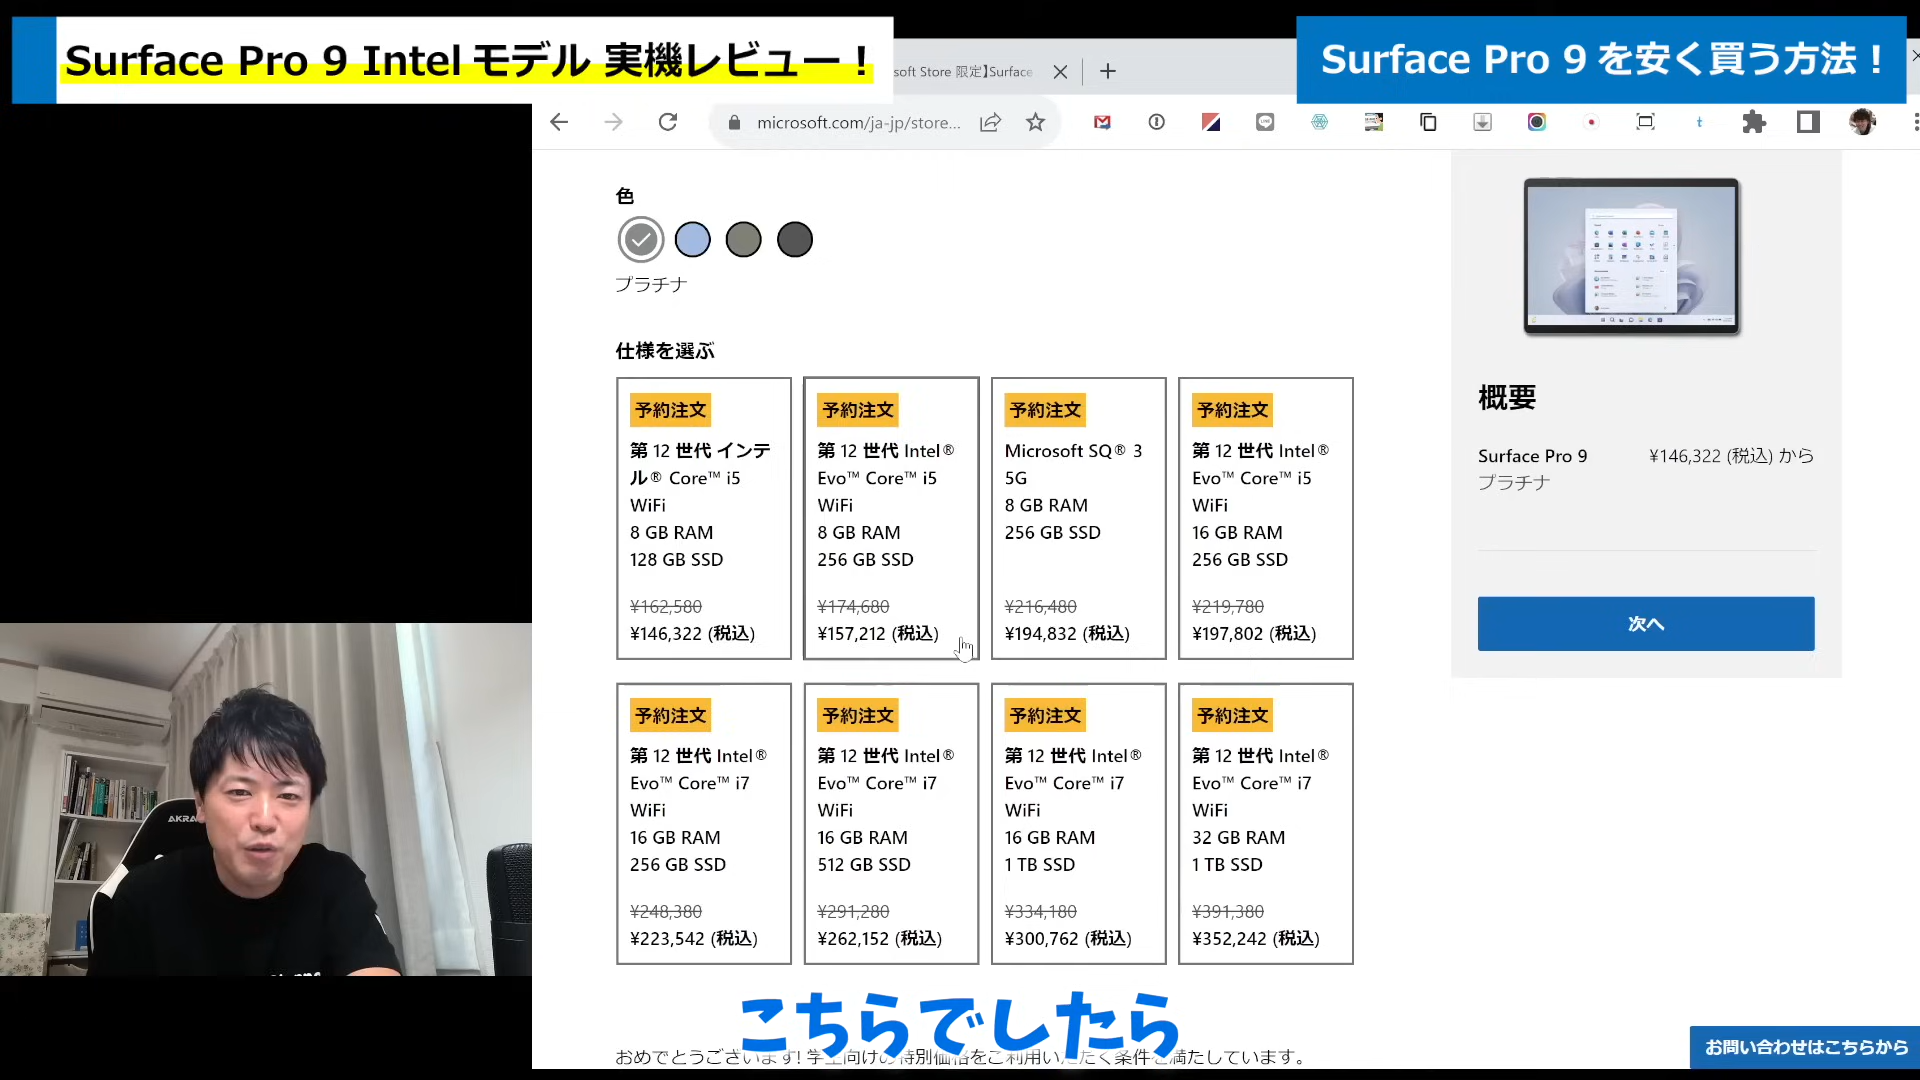 Surface Pro 9 Intel モデル 実機レビュー！
soft Store 限定】Surface
Surface Pro 9 を安く買う方法！
microsoft.com/ja-jp/store...
色
プラチナ
仕様を選ぶ
予約注文
第 12 世代 インテ
ル® Core™ i5
WiFi
8 GB RAM
128 GB SSD
¥162,580
¥146,322 (税込)
予約注文
第 12 世代 Intel®
Evo™ Core™ i5
WiFi
8 GB RAM
256 GB SSD
¥174,680
¥157,212 (税込)
予約注文
Microsoft SQ® 3
5G
8 GB RAM
256 GB SSD
¥216,480
¥194,832 (税込)
予約注文
第 12 世代 Intel®
Evo™ Core™ i5
WiFi
16 GB RAM
256 GB SSD
¥219,780
¥197,802 (税込)
予約注文
第 12 世代 Intel®
Evo™ Core™ i7
WiFi
16 GB RAM
256 GB SSD
¥248,380
¥223,542 (税込)
予約注文
第 12 世代 Intel®
Evo™ Core™ i7
WiFi
16 GB RAM
512 GB SSD
¥291,280
¥262,152 (税込)
予約注文
第 12 世代 Intel®
Evo™ Core™ i7
WiFi
16 GB RAM
1 TB SSD
¥334,180
¥300,762 (税込)
予約注文
第 12 世代 Intel®
Evo™ Core™ i7
WiFi
32 GB RAM
1 TB SSD
¥391,380
¥352,242 (税込)
概要
Surface Pro 9 ¥146,322 (税込) から
プラチナ
次へ
AKRA
こちらでしたら
おめでとうございます! 学生向けの特別価格をご利用いただく条件を満たしています。
お問い合わせはこちらから